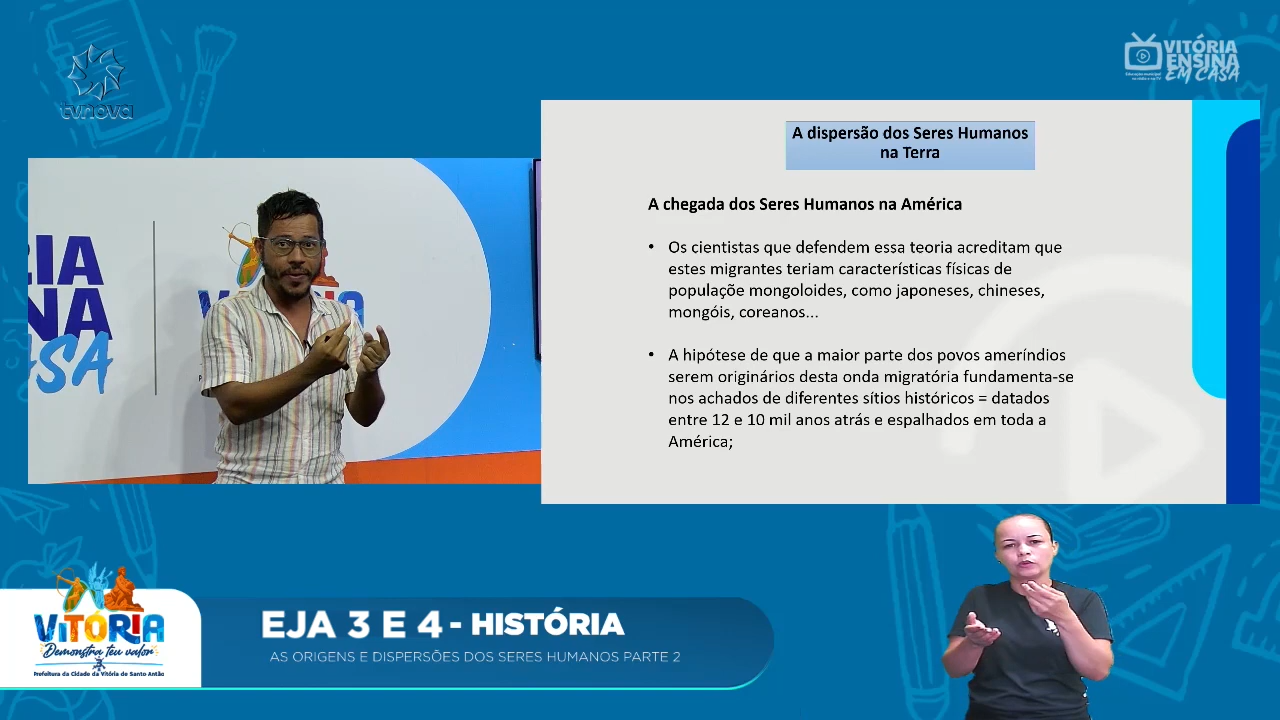 tvnova
VITÓRIA
ENSINA
EM CASA
A dispersão dos Seres Humanos
na Terra
A chegada dos Seres Humanos na América
• Os cientistas que defendem essa teoria acreditam que
estes migrantes teriam características físicas de
populaçõe mongoloides, como japoneses, chineses,
mongóis, coreanos...
• A hipótese de que a maior parte dos povos ameríndios
serem originários desta onda migratória fundamenta-se
nos achados de diferentes sítios históricos = datados
entre 12 e 10 mil anos atrás e espalhados em toda a
América;
EJA 3 E 4 - HISTÓRIA
AS ORIGENS E DISPERSÕES DOS SERES HUMANOS PARTE 2
VITÓRIA
Demonstra teu valor
Prefeitura da Cidade da Vitória de Santo Antão